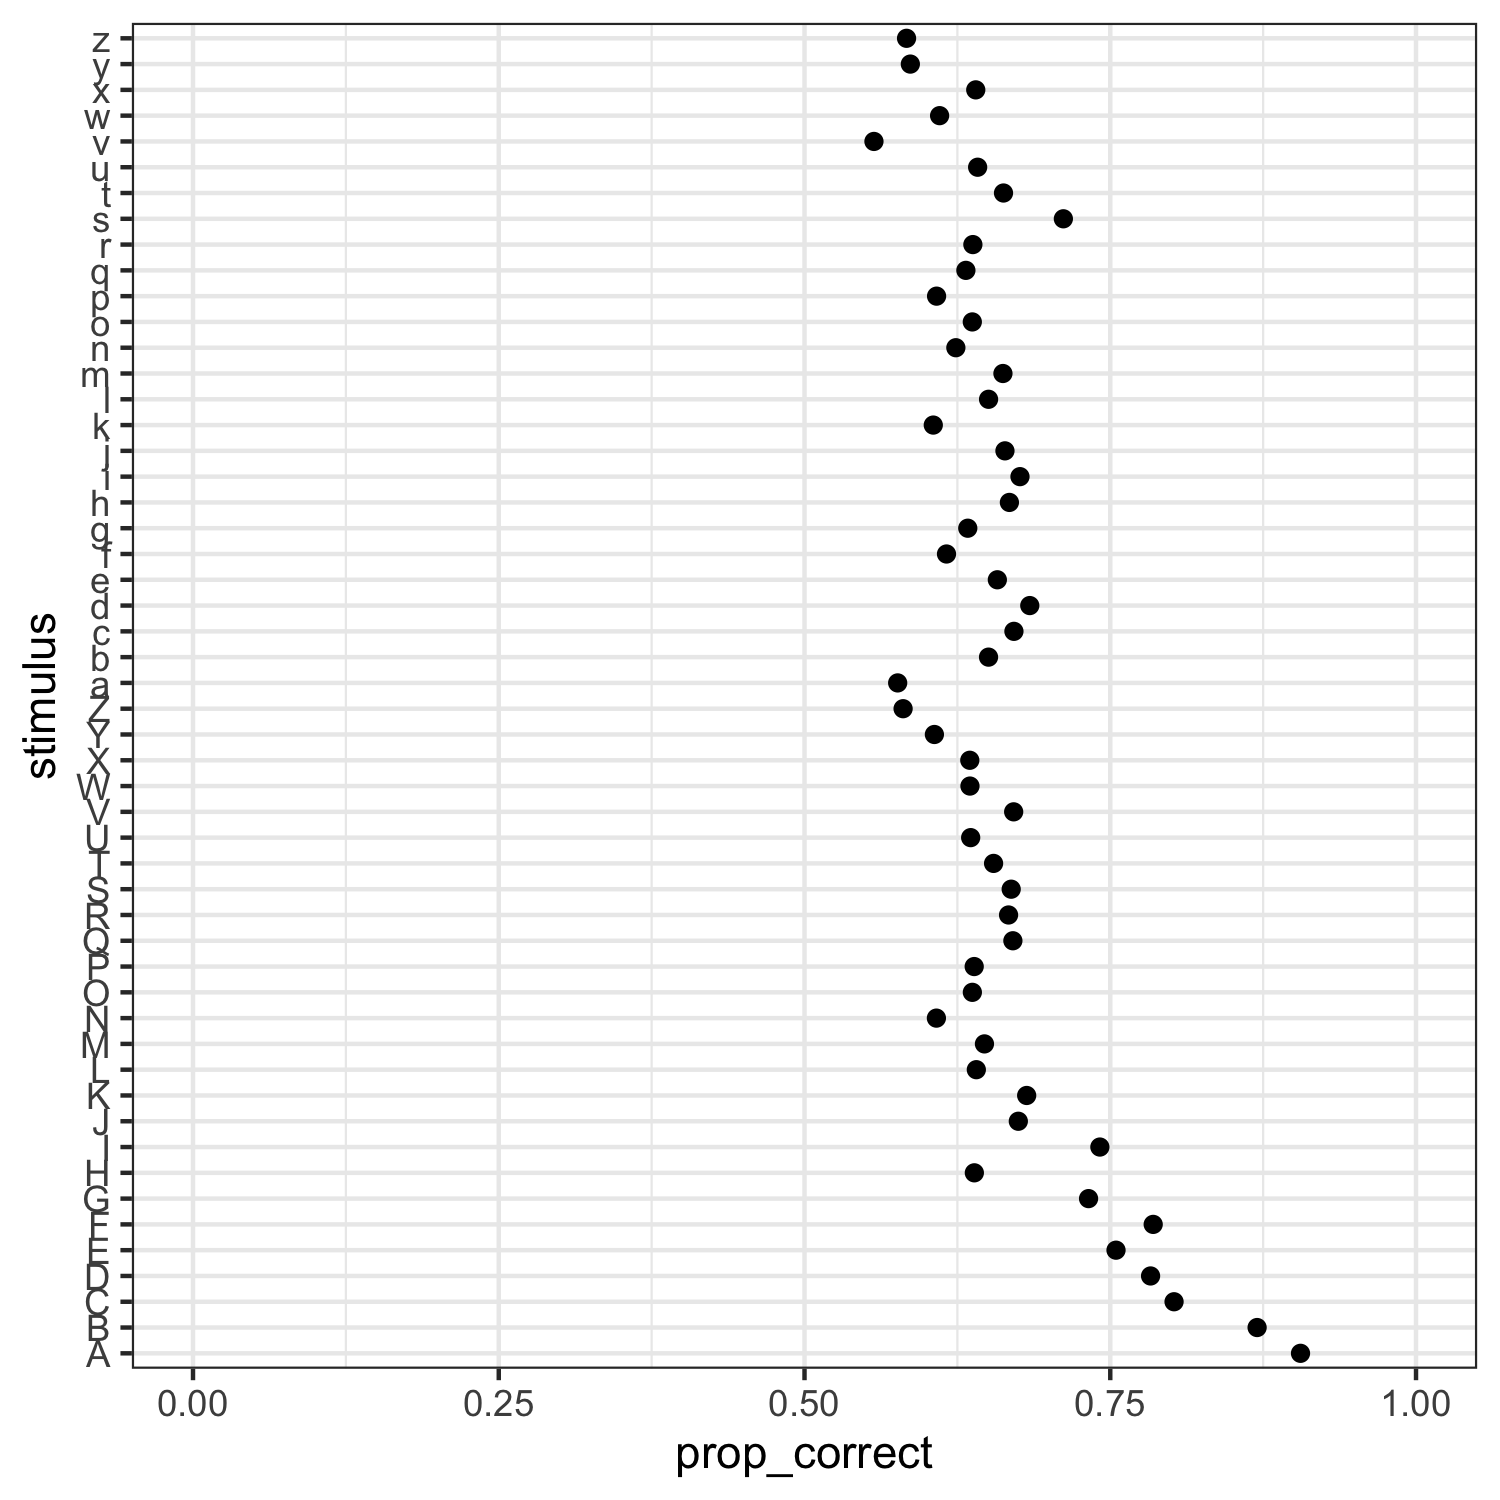 z
y
x
w
v
u
t
s
r
q
p
o
n
m
l
k
j
i
h
g
f
e
d
c
b
a
Z
Y
X
W
V
U
T
S
R
Q
P
O
N
M
L
K
J
I
H
G
F
E
D
C
B
A
stimulus
0.00 0.25 0.50 0.75 1.00
prop_correct